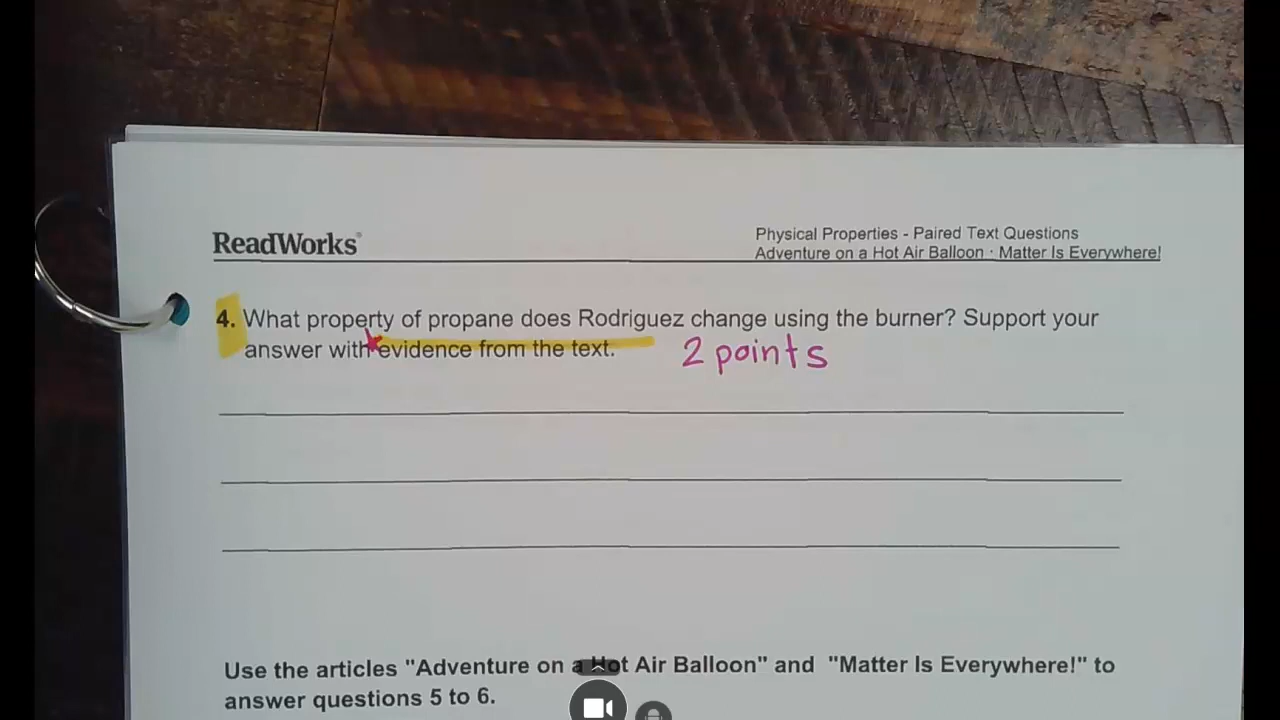 ReadWorks®
Physical Properties - Paired Text Questions
Adventure on a Hot Air Balloon · Matter Is Everywhere!
4. What property of propane does Rodriguez change using the burner? Support your
answer with evidence from the text.
2 points
Use the articles "Adventure on a Hot Air Balloon" and "Matter Is Everywhere!" to
answer questions 5 to 6.